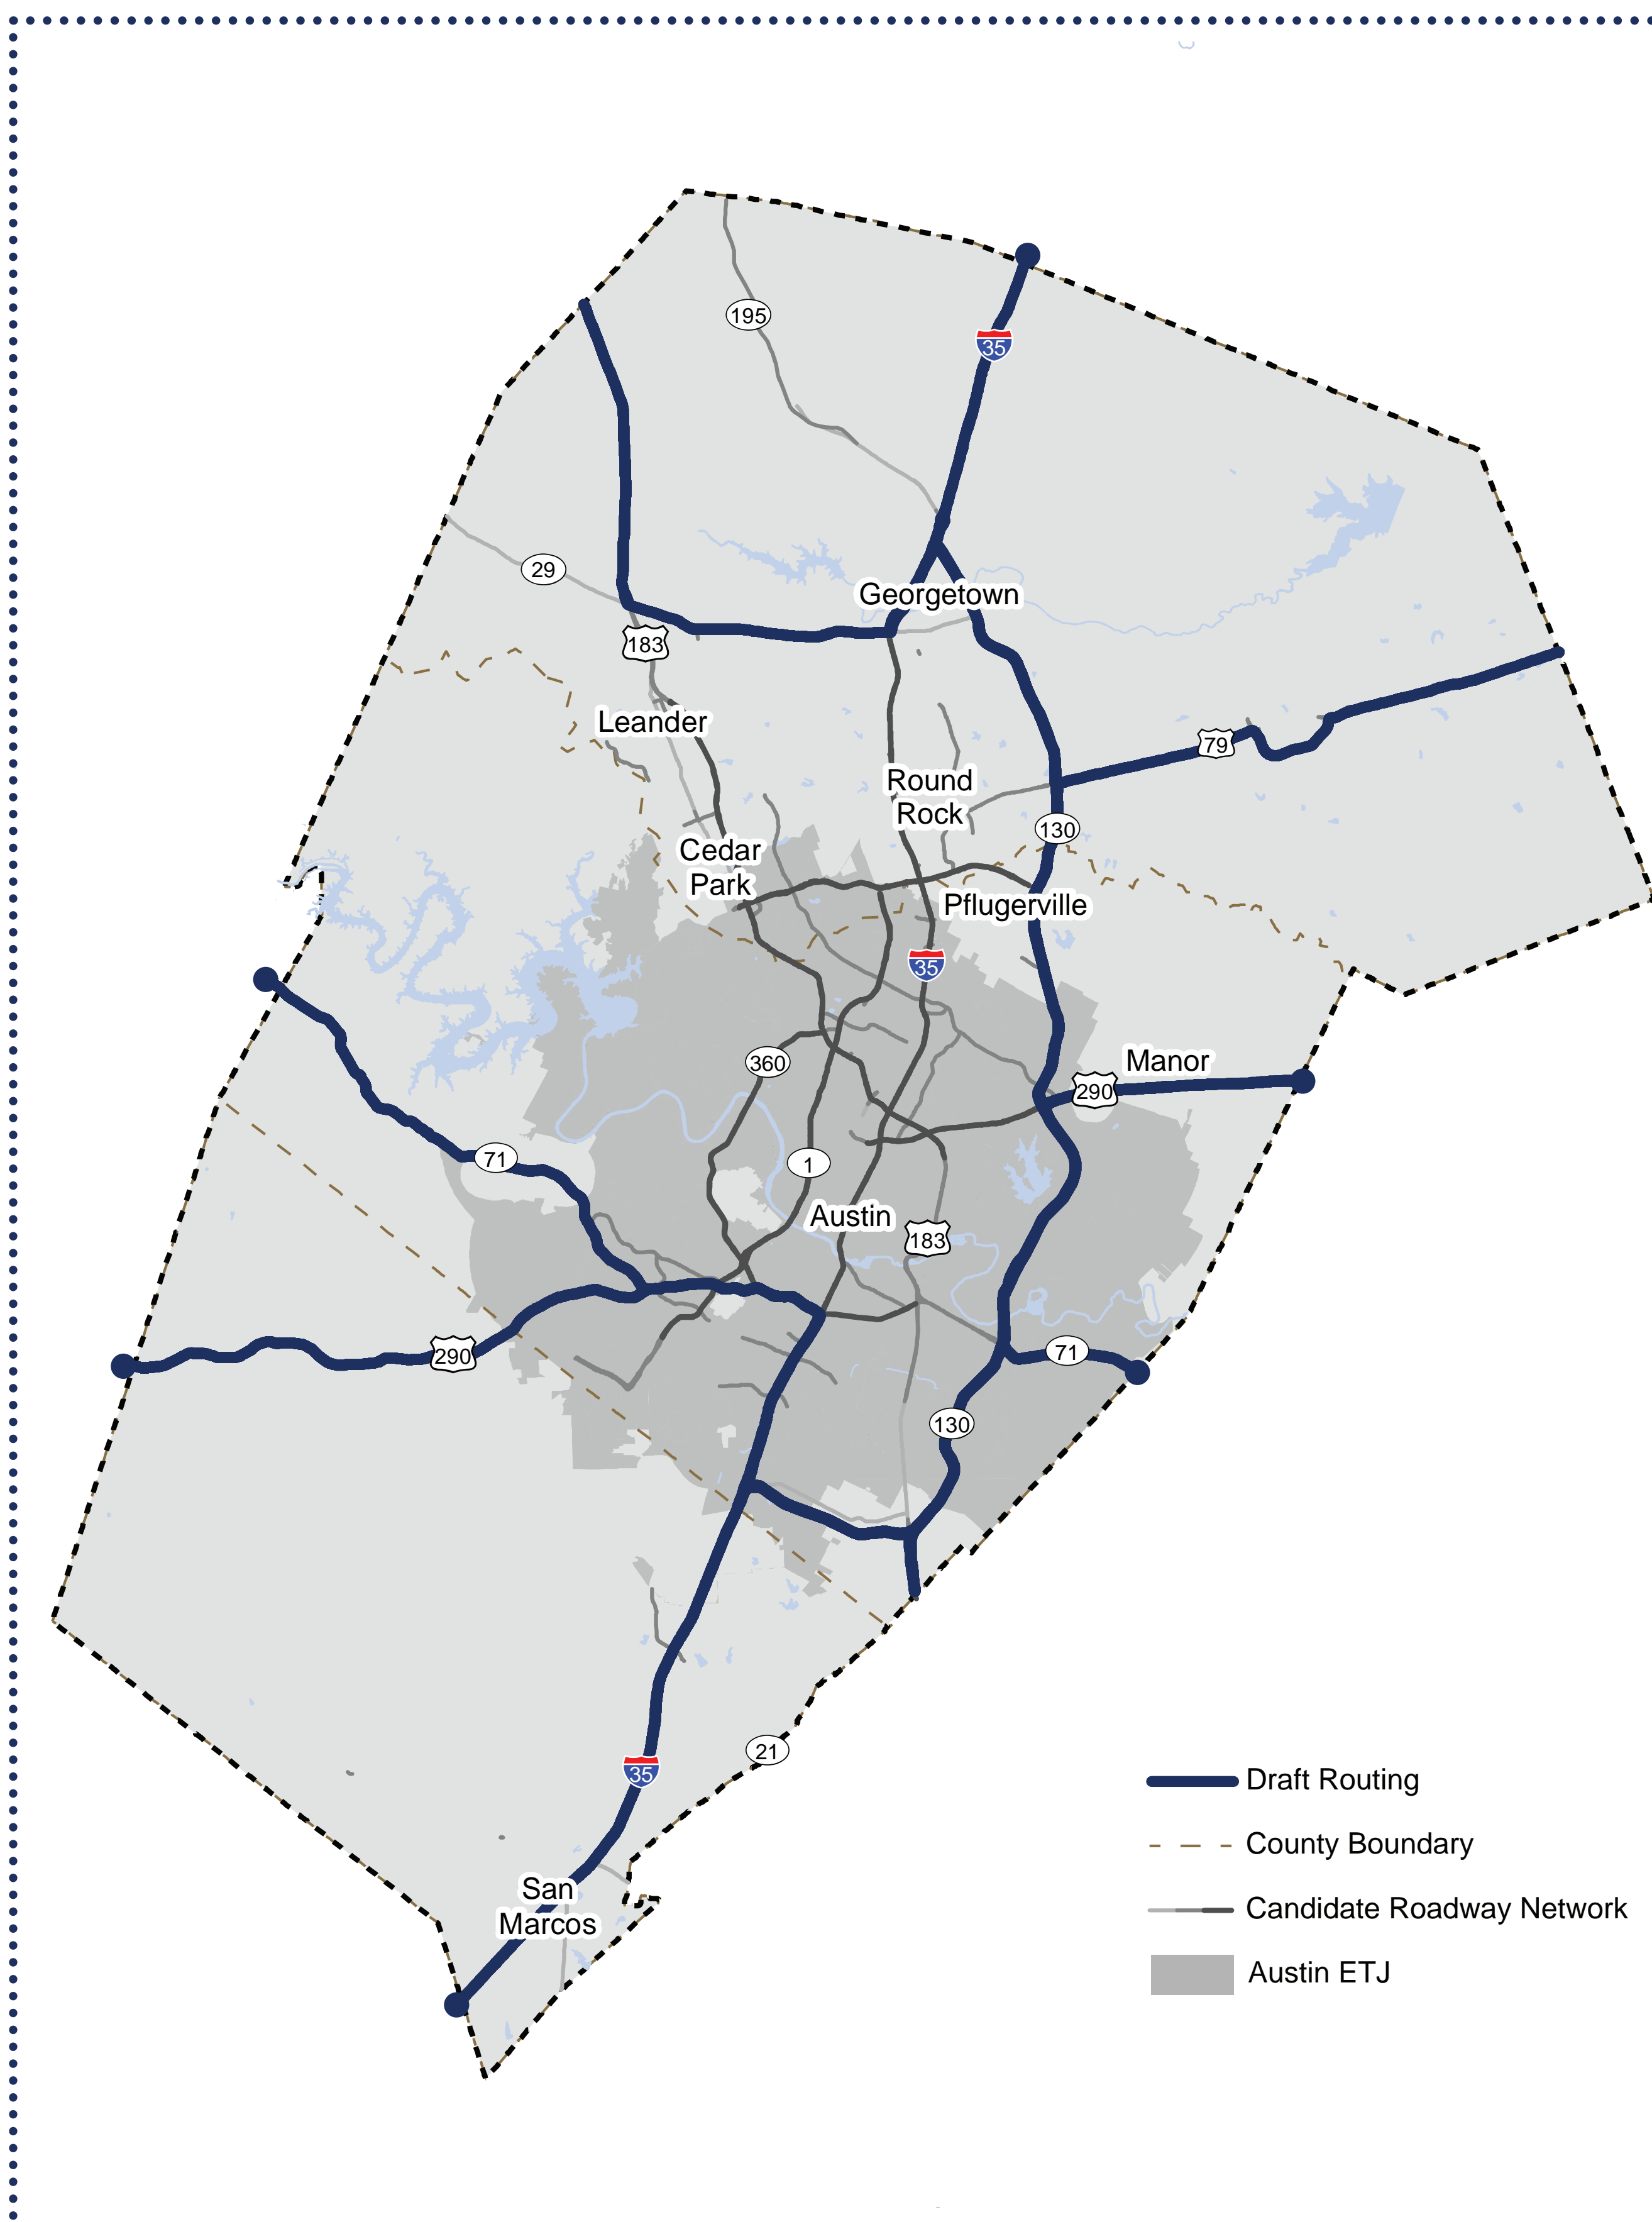 195
35
29
Georgetown
183
Leander
79
Round
Rock
130
Cedar
Park
Pflugerville
35
360
Manor
290
71
1
Austin
183
290
71
130
21
35
San
Marcos
Draft Routing
County Boundary
Candidate Roadway Network
Austin ETJ